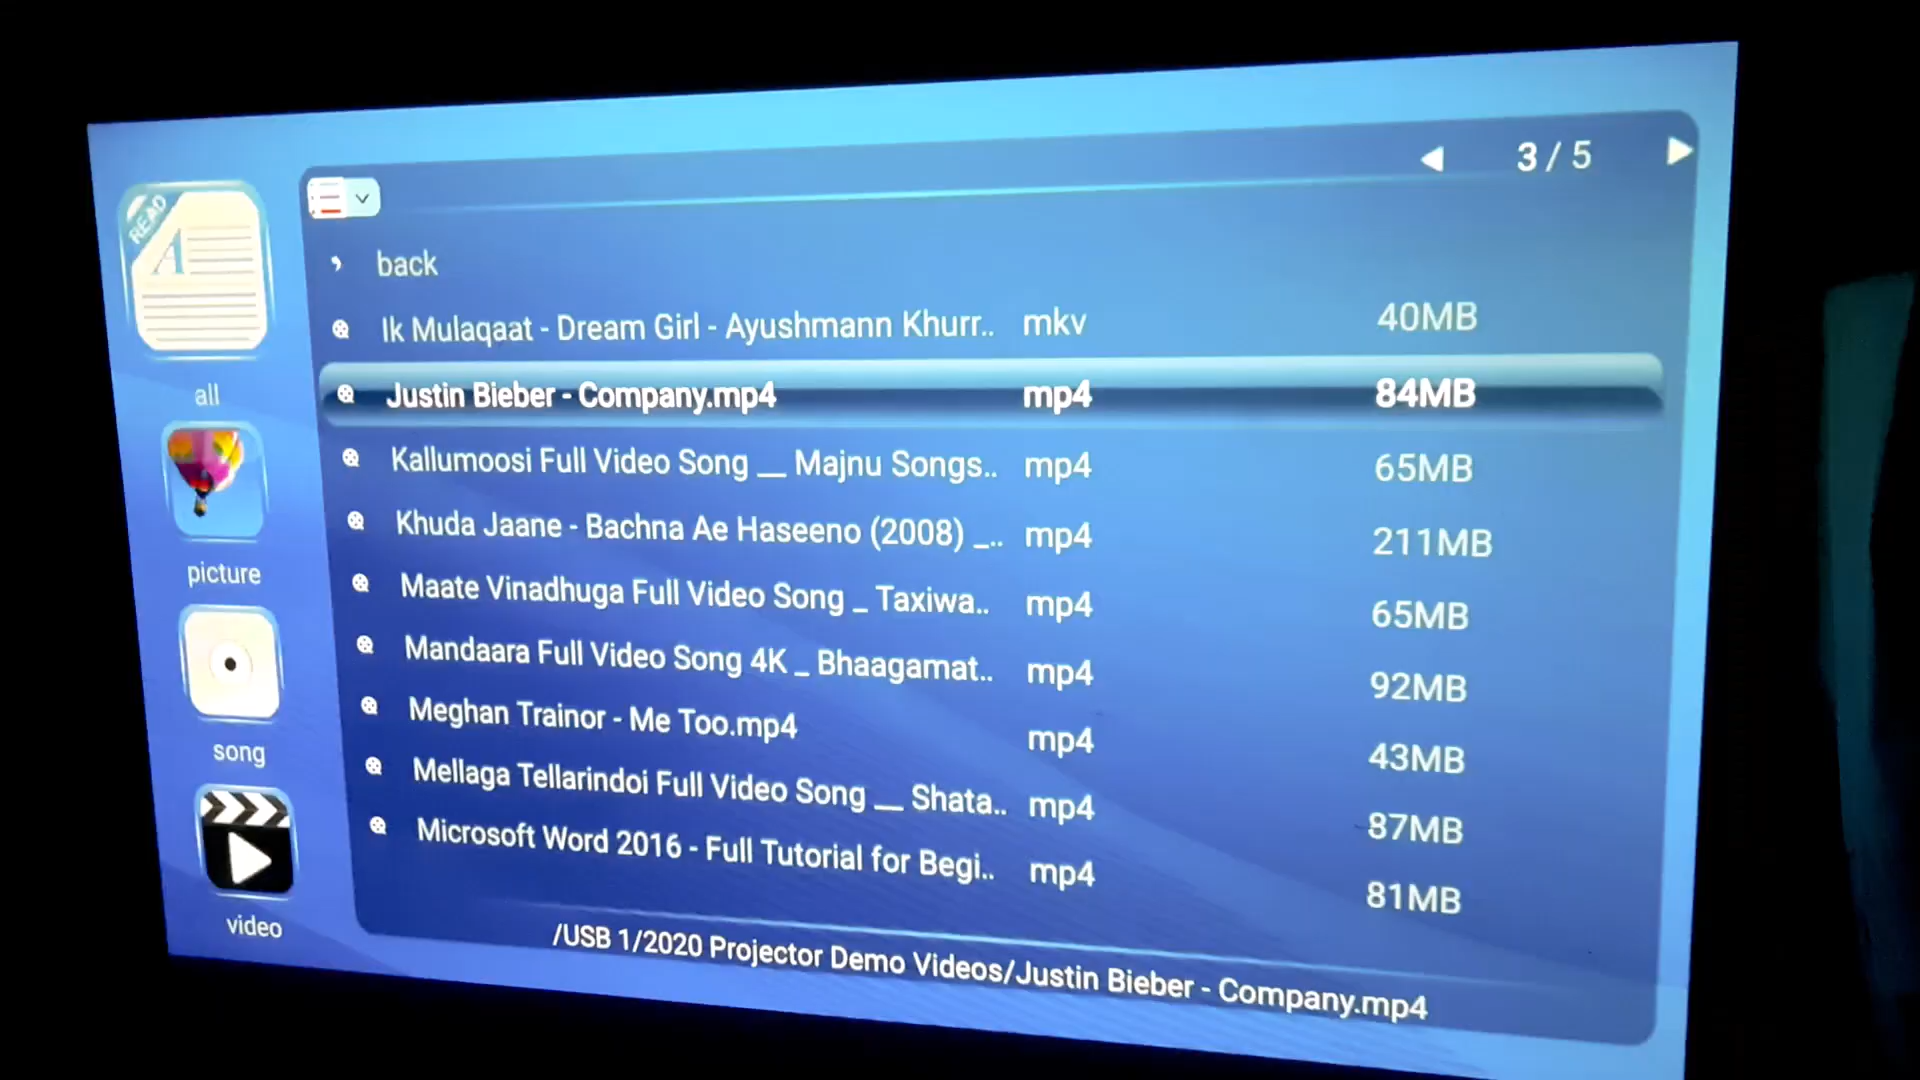 3 / 5
READ
A
all
picture
song
video
back
Ik Mulaqaat - Dream Girl - Ayushmann Khurr.. mkv 40MB
Justin Bieber - Company.mp4 mp4 84MB
Kallumoosi Full Video Song __ Majnu Songs.. mp4 65MB
Khuda Jaane - Bachna Ae Haseeno (2008) _.. mp4 211MB
Maate Vinadhuga Full Video Song _ Taxiwa.. mp4 65MB
Mandaara Full Video Song 4K _ Bhaagamat.. mp4 92MB
Meghan Trainor - Me Too.mp4 mp4 43MB
Mellaga Tellarindoi Full Video Song __ Shata.. mp4 87MB
Microsoft Word 2016 - Full Tutorial for Begi.. mp4 81MB
/USB 1/2020 Projector Demo Videos/Justin Bieber - Company.mp4